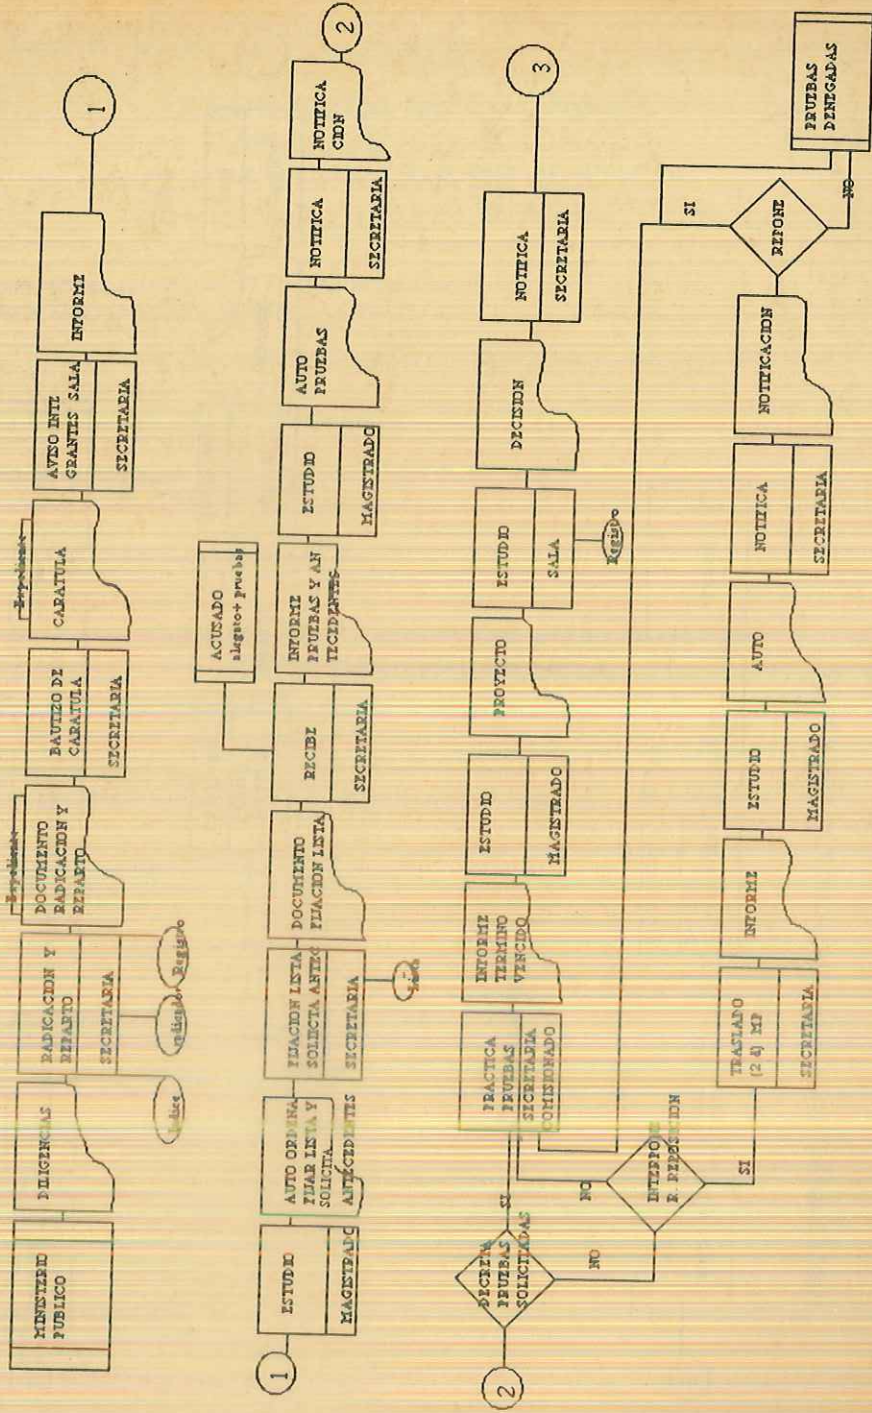 MINISTERIO
PUBLICO
DILIGENCIAS
RADICACION Y
REPARTO
SECRETARIA
Indice
radicador
Registro
Expediente
DOCUMENTO
RADICACION Y
REPARTO
BAUTIZO DE
CARATULA
SECRETARIA
Expediente
CARATULA
AVISO INTE
GRANTES SALA
SECRETARIA
INFORME
1
1
ESTUDIO
MAGISTRADO
AUTO ORDENA
FIJAR LISTA Y
SOLICITA
ANTECEDENTES
FIJACION LISTA
SOLICITA ANTEC
SECRETARIA
Lista
DOCUMENTO
FIJACION LISTA
RECIBE
SECRETARIA
ACUSADO
alegato+ pruebas
INFORME
PRUEBAS Y AN
TECEDENTES
ESTUDIO
MAGISTRADO
AUTO
PRUEBAS
NOTIFICA
SECRETARIA
NOTIFICA
CION
2
2
DECRETA
PRUEBAS
SOLICITADAS
SI
NO
PRACTICA
PRUEBAS
SECRETARIA
COMISIONADO
INFORME
TERMINO
VENCIDO
ESTUDIO
MAGISTRADO
PROYECTO
ESTUDIO
SALA
Registro
DECISION
NOTIFICA
SECRETARIA
3
NO
INTERPONE
R. REPOSICION
SI
TRASLADO
(2 d) MP
SECRETARIA
INFORME
ESTUDIO
MAGISTRADO
AUTO
NOTIFICA
SECRETARIA
NOTIFICACION
REPONE
SI
NO
PRUEBAS
DENEGADAS